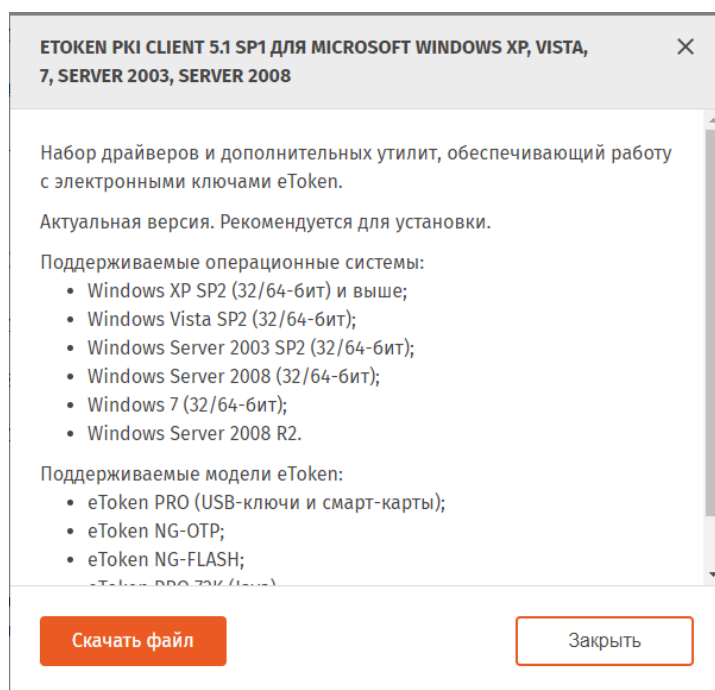 ETOKEN PKI CLIENT 5.1 SP1 ДЛЯ MICROSOFT WINDOWS XP, VISTA,
7, SERVER 2003, SERVER 2008
Набор драйверов и дополнительных утилит, обеспечивающий работу
с электронными ключами eToken.
Актуальная версия. Рекомендуется для установки.
Поддерживаемые операционные системы:
• Windows XP SP2 (32/64-бит) и выше;
• Windows Vista SP2 (32/64-бит);
• Windows Server 2003 SP2 (32/64-бит);
• Windows Server 2008 (32/64-бит);
• Windows 7 (32/64-бит);
• Windows Server 2008 R2.
Поддерживаемые модели eToken:
• eToken PRO (USB-ключи и смарт-карты);
• eToken NG-OTP;
• eToken NG-FLASH;
• eToken PRO 72K (Java)
Скачать файл
Закрыть